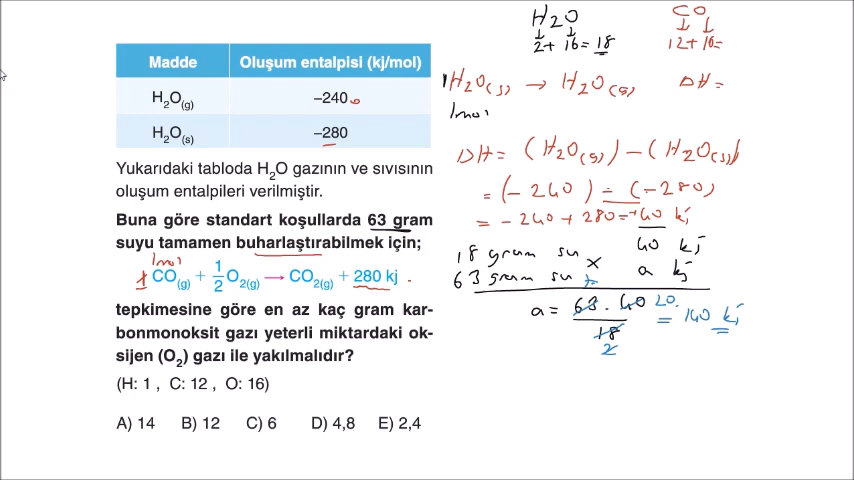 Madde Oluşum entalpisi (kj/mol)
H₂O(g) –240
H₂O(s) –280
Yukarıdaki tabloda H₂O gazının ve sıvısının
oluşum entalpileri verilmiştir.
Buna göre standart koşullarda 63 gram
suyu tamamen buharlaştırabilmek için;
1mol
1 CO(g) + 1/2 O₂(g) → CO₂(g) + 280 kj .
tepkimesine göre en az kaç gram kar-
bonmonoksit gazı yeterli miktardaki ok-
sijen (O₂) gazı ile yakılmalıdır?
(H: 1 , C: 12 , O: 16)
A) 14 B) 12 C) 6 D) 4,8 E) 2,4
H2O
2+ 16= 18
CO
12+ 16=
1H₂O(s) → H₂O(g) ΔH=
1mol
ΔH= (H₂O(g)) – (H₂O(s))
= (-240) – (-280)
= -240 + 280 = +40 kj
18 gram su 40 kj
63 gram su a kj
a = 63 . 40 / 18
7 20 2
= 140 kj